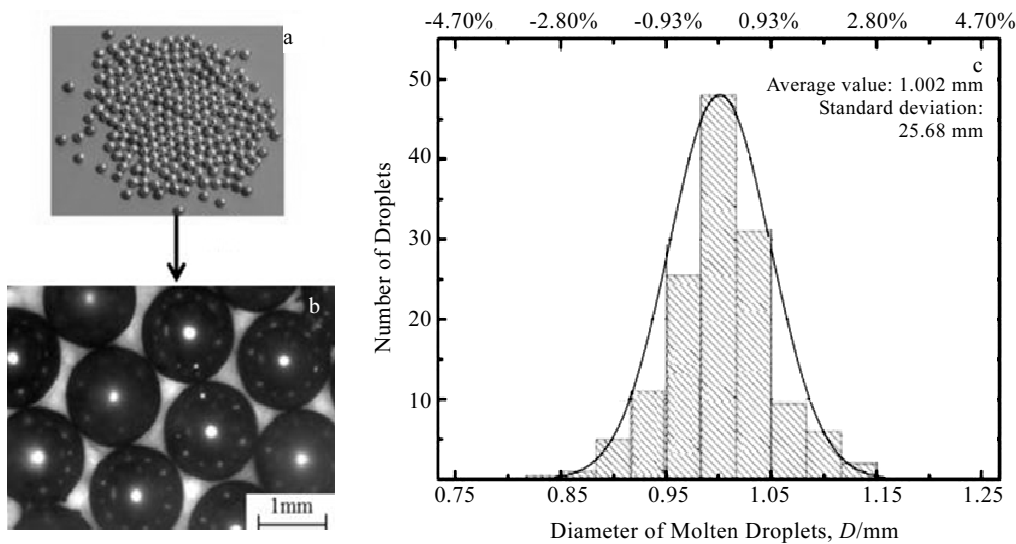 a
b
1mm
-4.70% -2.80% -0.93% 0.93% 2.80% 4.70%
c
Average value: 1.002 mm
Standard deviation:
25.68 mm
50
40
30
20
10
Number of Droplets
0.75 0.85 0.95 1.05 1.15 1.25
Diameter of Molten Droplets, D/mm